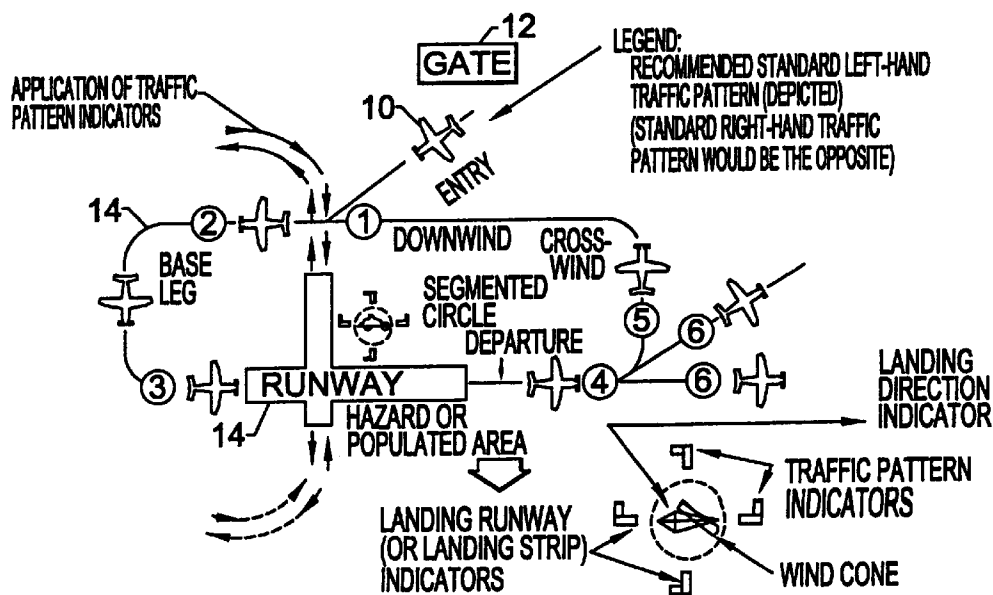 12
GATE
LEGEND:
RECOMMENDED STANDARD LEFT-HAND
TRAFFIC PATTERN (DEPICTED)
(STANDARD RIGHT-HAND TRAFFIC
PATTERN WOULD BE THE OPPOSITE)
APPLICATION OF TRAFFIC
PATTERN INDICATORS
10
ENTRY
14
2
1
DOWNWIND
CROSS-
WIND
BASE
LEG
SEGMENTED
CIRCLE
DEPARTURE
5
6
3
RUNWAY
4
6
14
HAZARD OR
POPULATED AREA
LANDING
DIRECTION
INDICATOR
TRAFFIC PATTERN
INDICATORS
LANDING RUNWAY
(OR LANDING STRIP)
INDICATORS
WIND CONE